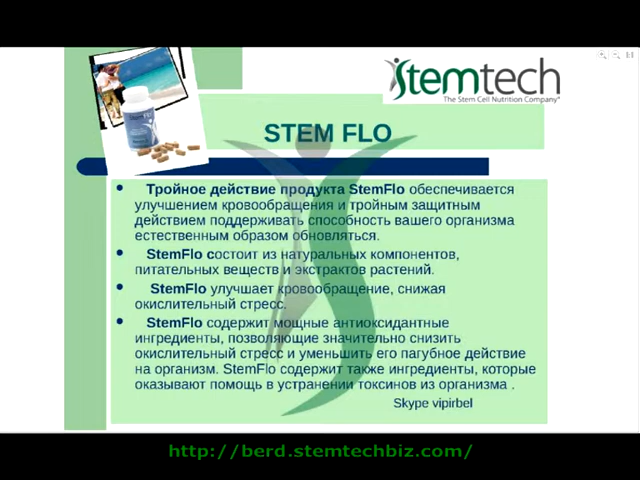 Stemtech
The Stem Cell Nutrition Company"
STEM FLO
Тройное действие продукта StemFlo обеспечивается
улучшением кровообращения и тройным защитным
действием поддерживать способность вашего организма
естественным образом обновляться.
StemFlo состоит из натуральных компонентов,
питательных веществ и экстрактов растений.
StemFlo улучшает кровообращение, снижая
окислительный стресс.
StemFlo содержит мощные антиоксидантные
ингредиенты, позволяющие значительно снизить
окислительный стресс и уменьшить его пагубное действие
на организм. StemFlo содержит также ингредиенты, которые
оказывают помощь в устранении токсинов из организма .
Skype vipirbel
http://berd.stemtechbiz.com/